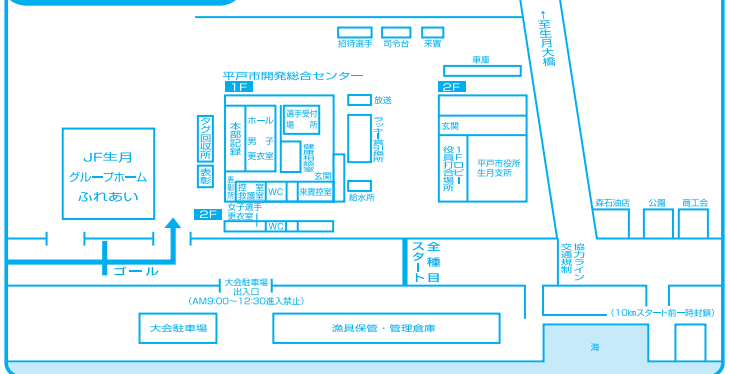 ↑至生月大橋
招待選手
司令台
来賓
車庫
平戸市開発総合センター
1F
2F
放送
タグ回収所
本部記録
ホール
男子
更衣室
選手受付
場所
健康相談室
ラッキー賞引換所
玄関
役員打合場所
1Fロビー
平戸市役所
生月支所
JF生月
グループホーム
ふれあい
表彰
表彰所
控室
救護室
WC
玄関
来賓控室
給水所
2F
女子選手
更衣室
WC
森石油店
公園
商工会
ゴール
全種目
スタート
協力ライン
交通規制
大会駐車場
出入口
(AM9:00～12:30進入禁止)
(10㎞スタート前一時封鎖)
大会駐車場
漁具保管・管理倉庫
海